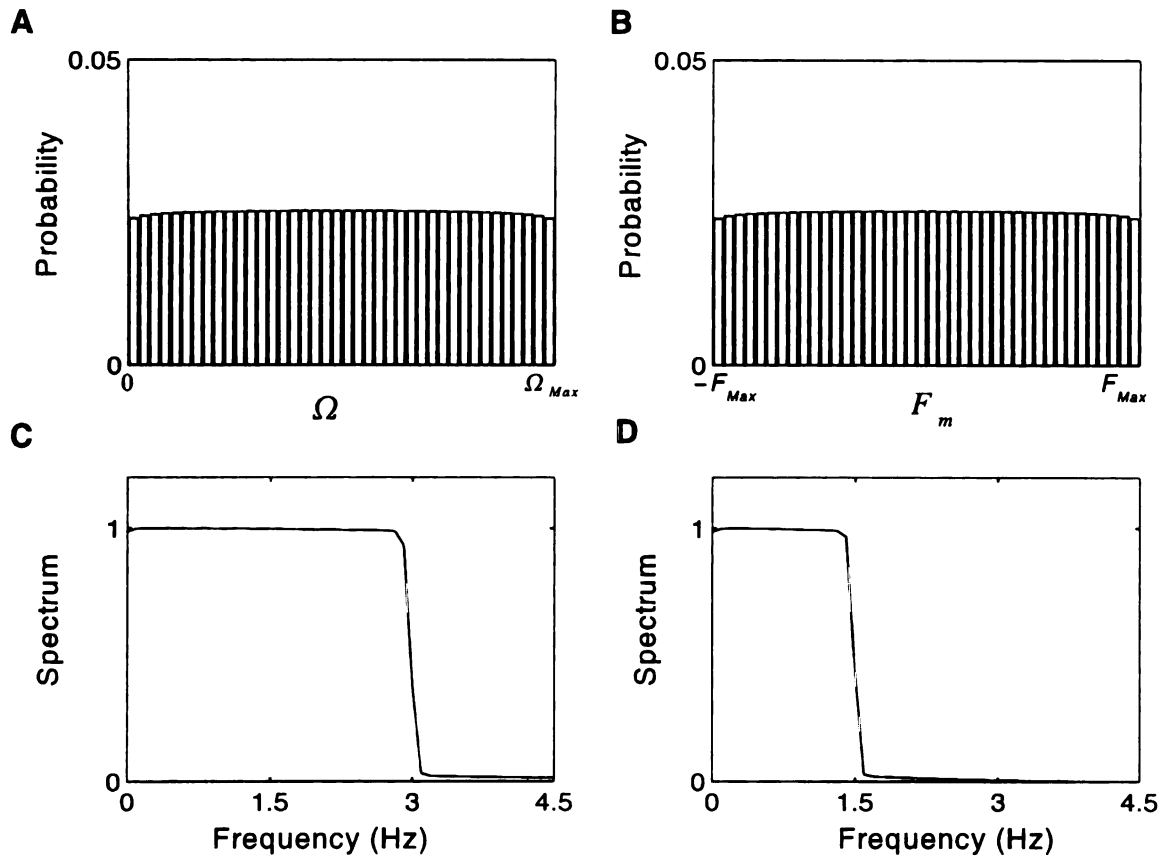 A
0.05
Probability
0
0
Ω
Ω Max
B
0.05
Probability
0
−F Max
F m
F Max
C
1
Spectrum
0
0
1.5
3
4.5
Frequency (Hz)
D
1
Spectrum
0
0
1.5
3
4.5
Frequency (Hz)